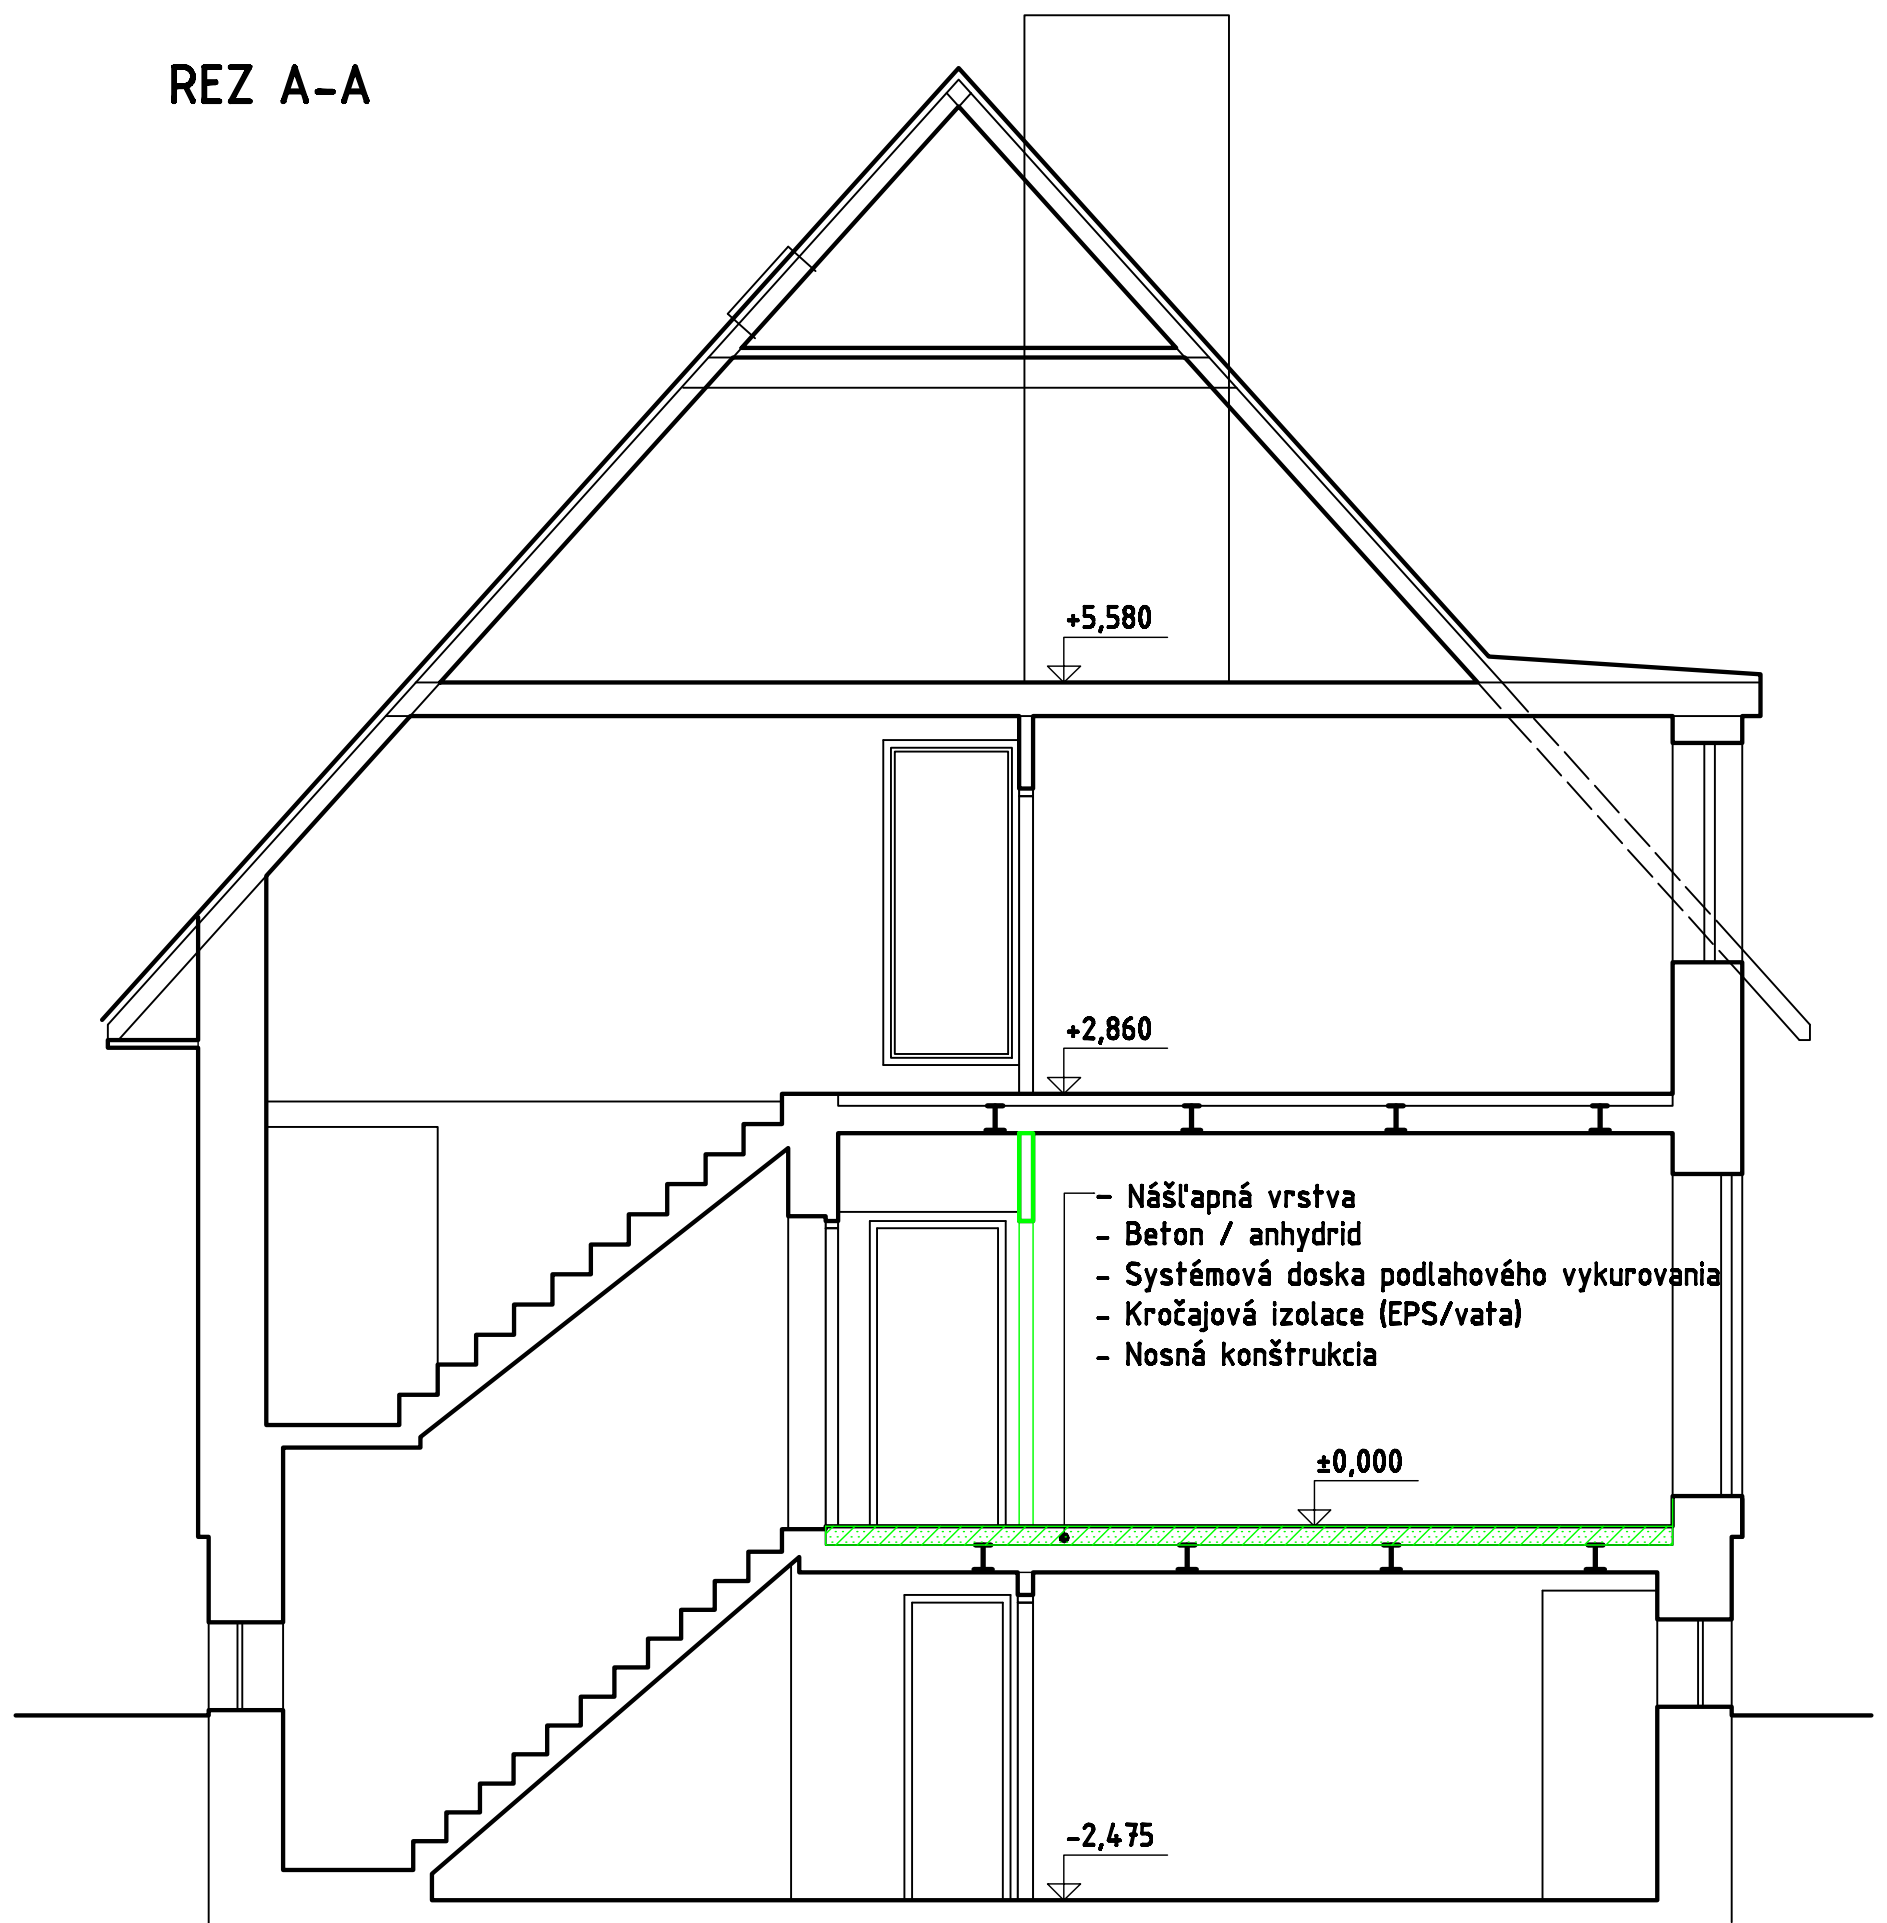 REZ A-A
+5,580
+2,860
- Nášľapná vrstva
- Beton / anhydrid
- Systémová doska podlahového vykurovania
- Kročajová izolace (EPS/vata)
- Nosná konštrukcia
±0,000
-2,475